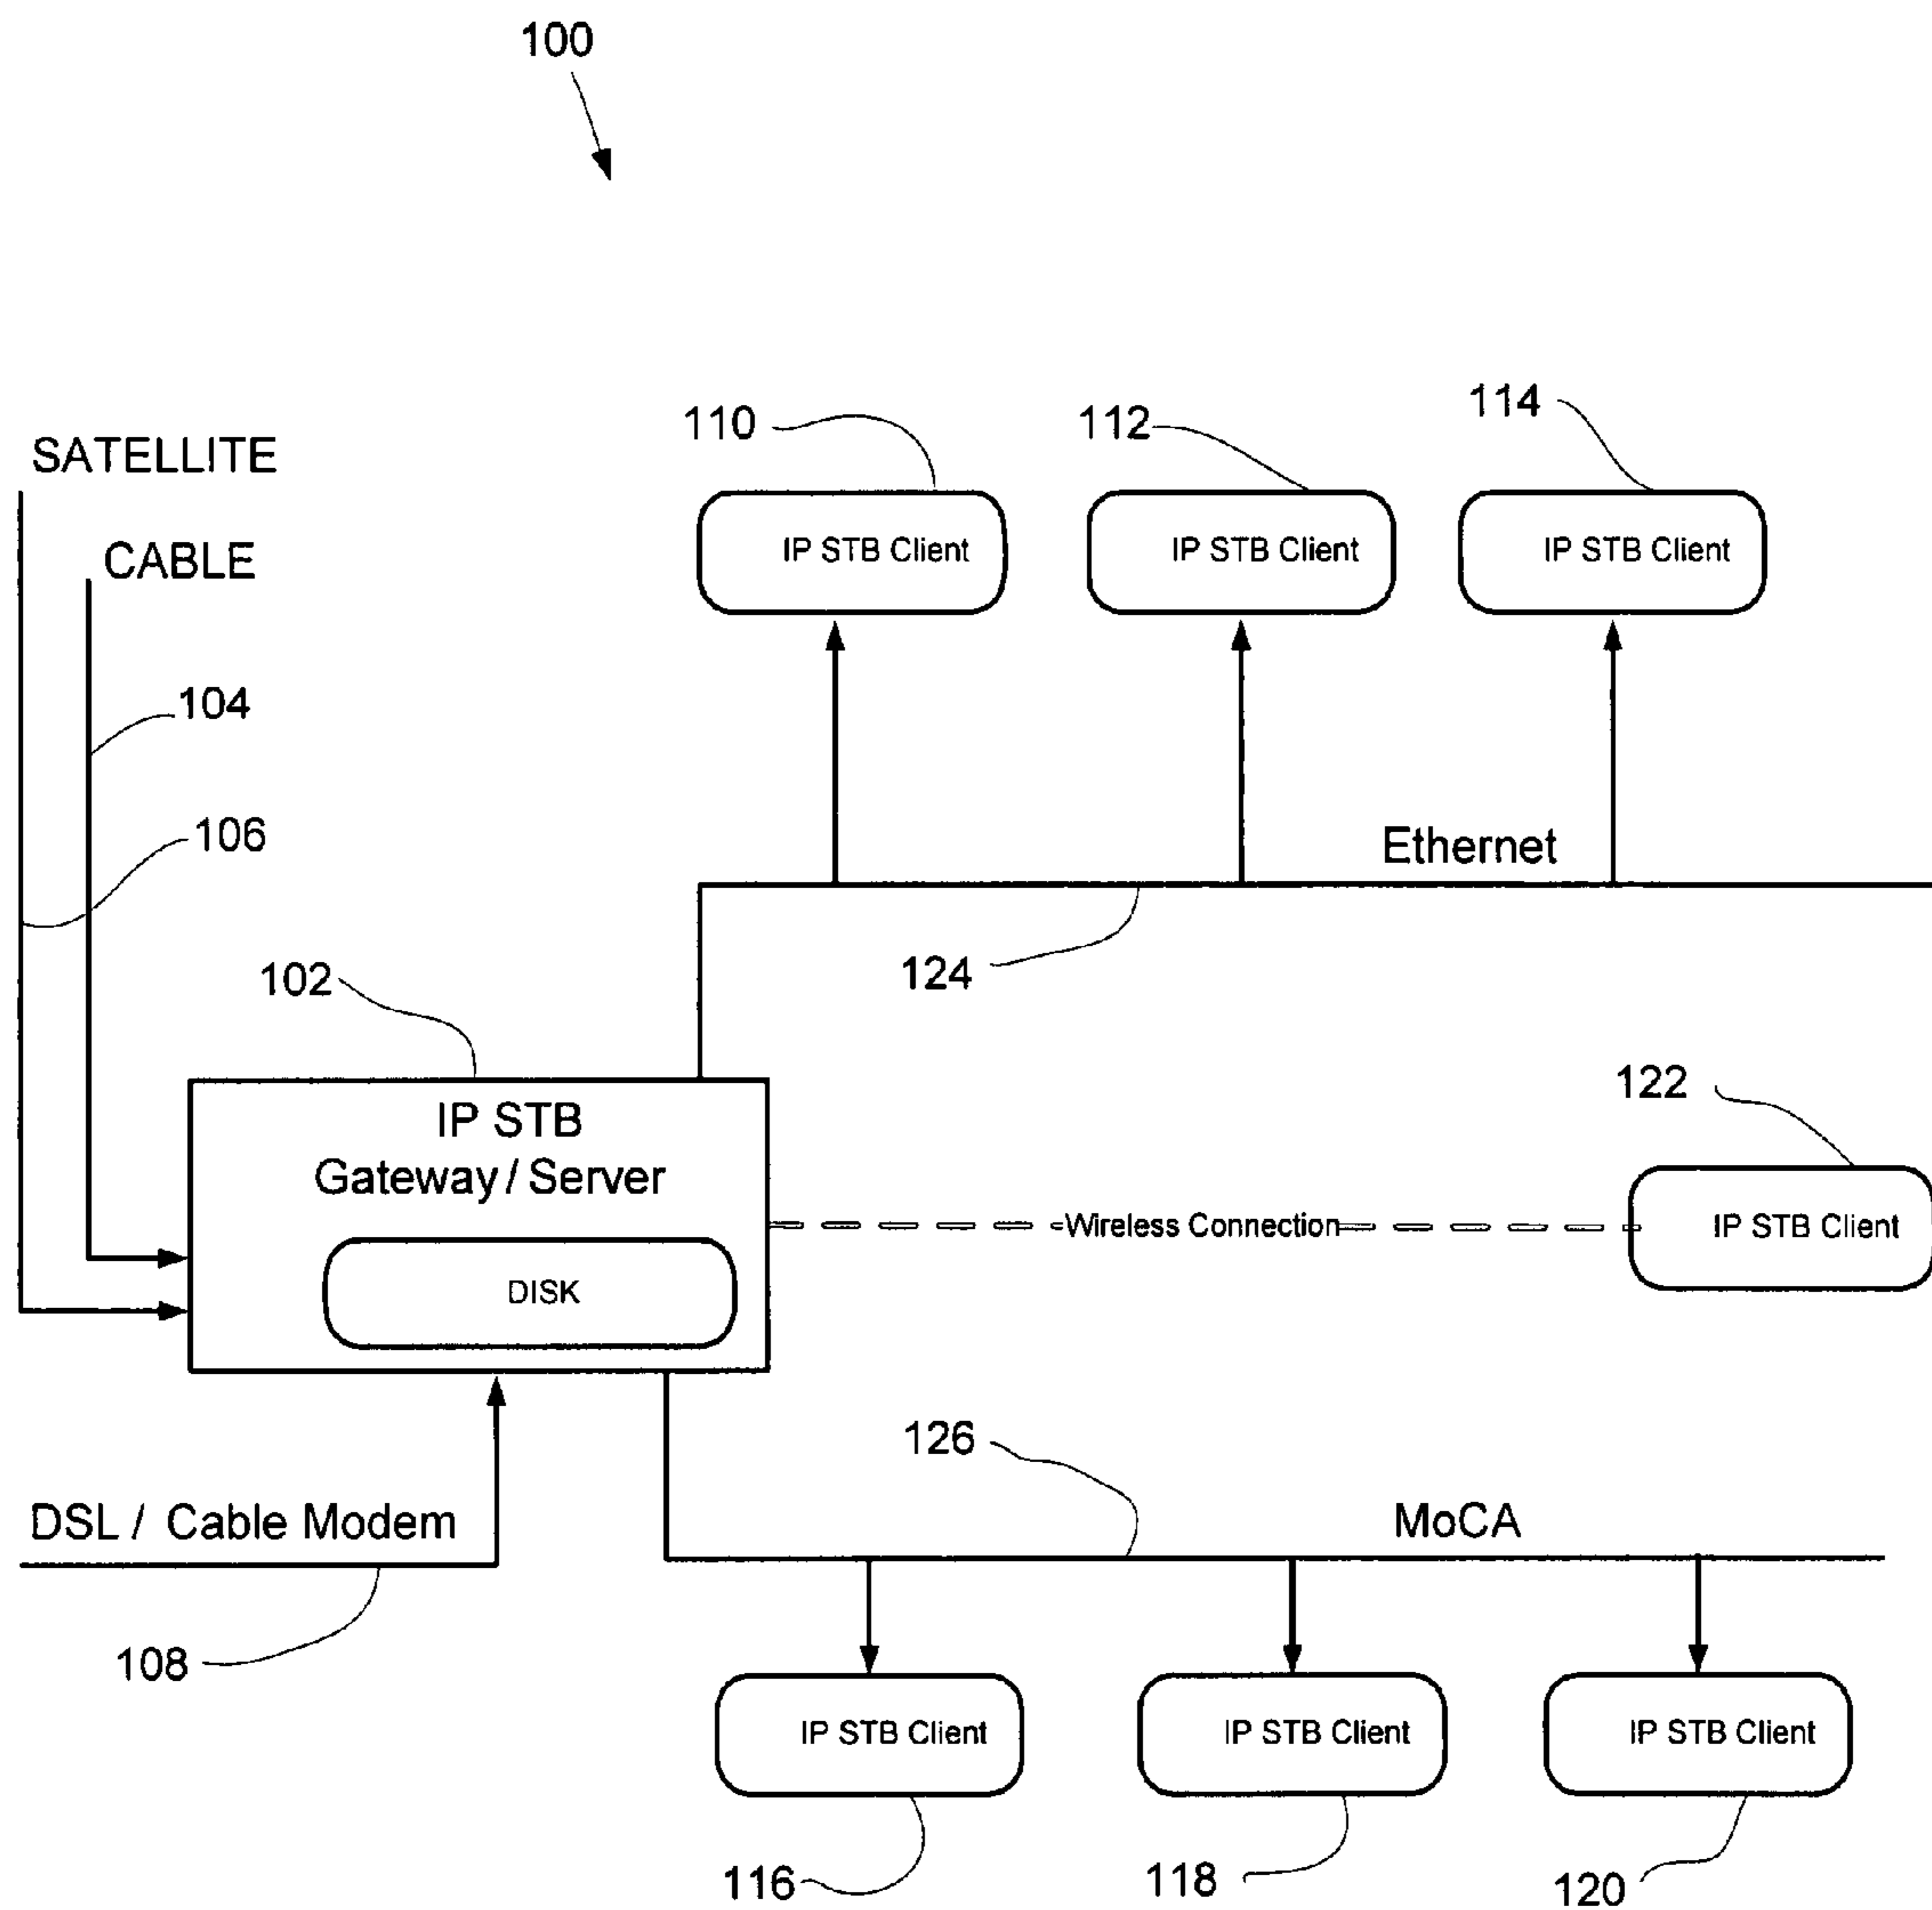 100
110
112
114
SATELLITE
IP STB Client
IP STB Client
IP STB Client
CABLE
104
106
Ethernet
124
102
122
IP STB
Gateway / Server
Wireless Connection
IP STB Client
DISK
126
DSL / Cable Modem
MoCA
108
IP STB Client
IP STB Client
IP STB Client
116
118
120